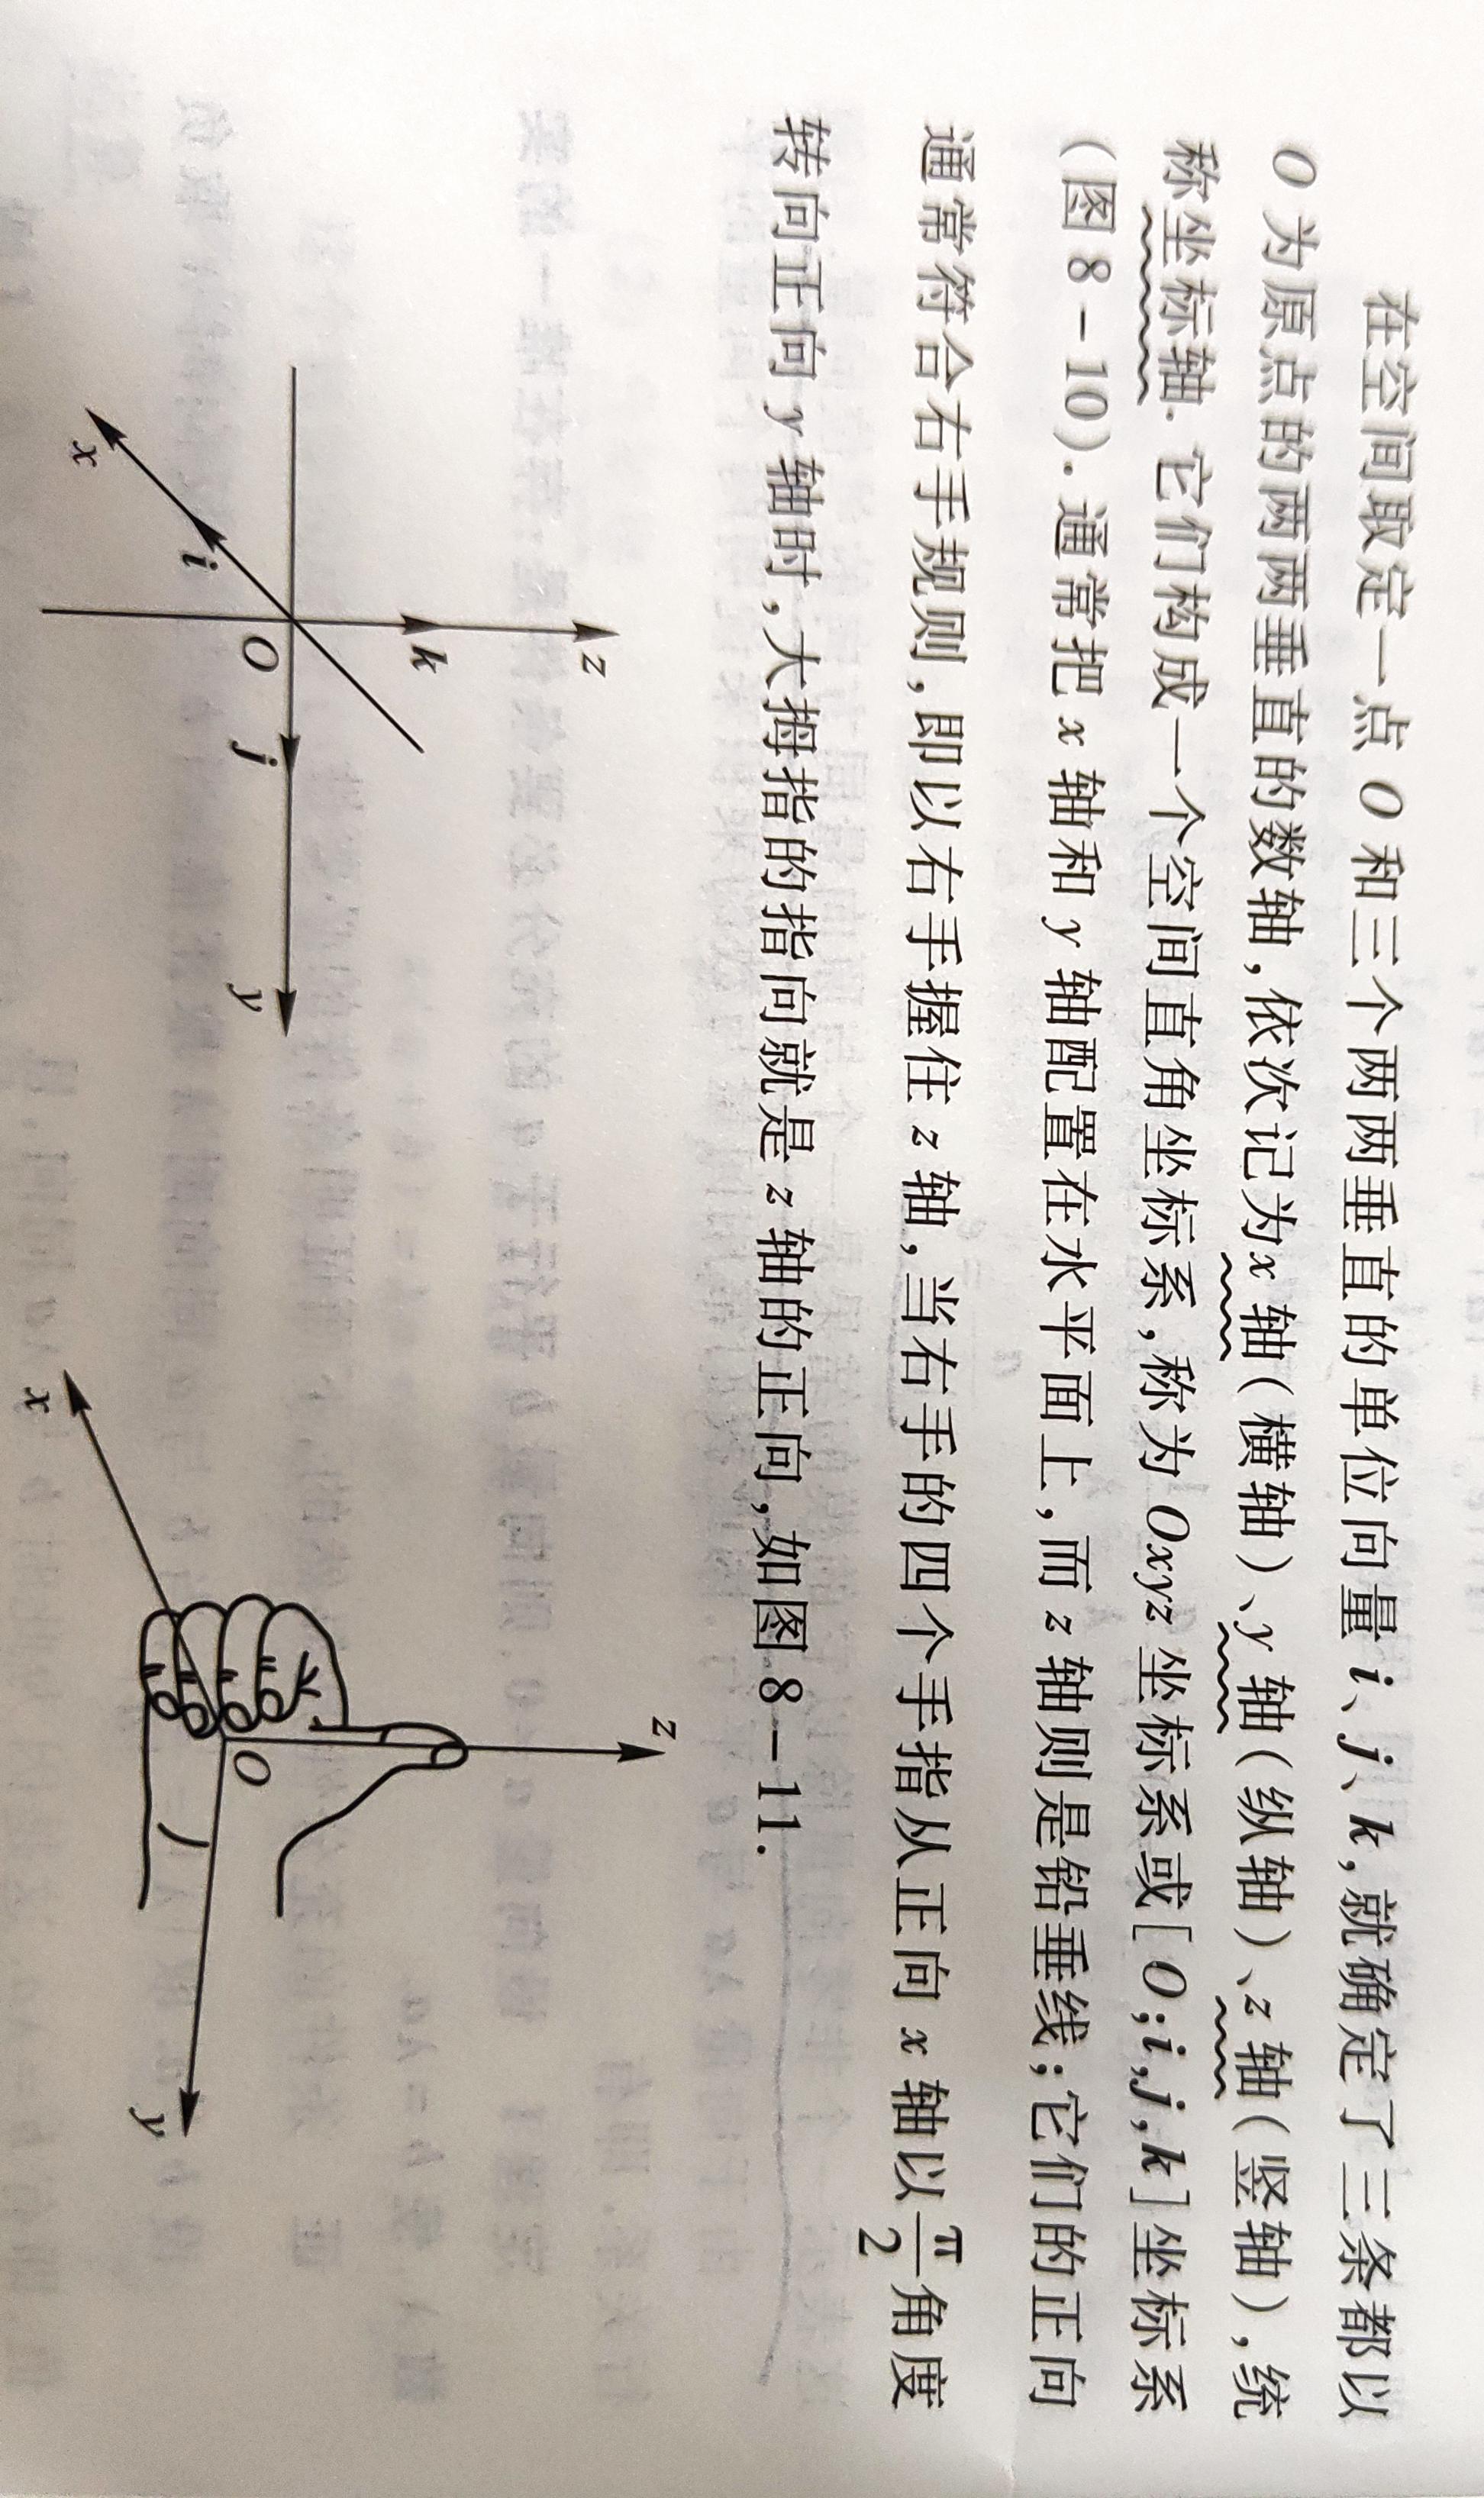 在空间取定一点 O 和三个两两垂直的单位向量 i、j、k,就确定了三条都以
O 为原点的两两垂直的数轴,依次记为x 轴(横轴)、y 轴(纵轴)、z 轴(竖轴),统
称坐标轴. 它们构成一个空间直角坐标系,称为 Oxyz 坐标系或[O;i,j,k]坐标系
(图 8-10). 通常把 x 轴和 y 轴配置在水平面上,而 z 轴则是铅垂线;它们的正向
通常符合右手规则,即以右手握住 z 轴,当右手的四个手指从正向 x 轴以π/2角度
转向正向 y 轴时,大拇指的指向就是 z 轴的正向,如图 8-11.
z
k
O
j
y
i
x
z
O
y
x